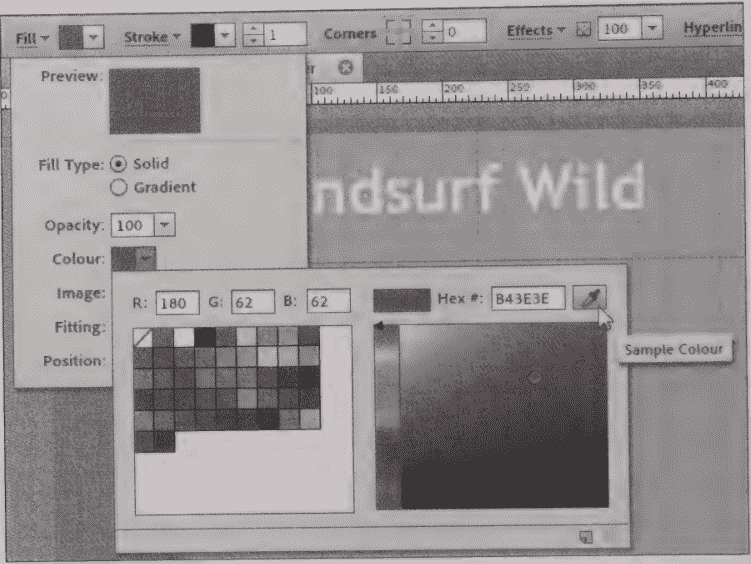 Fill Stroke 1 Corners 0 Effects 100 Hyperlin
Preview:
100 150 200 250 300 350 400
ndsurf Wild
Fill Type: Solid
Gradient
Opacity: 100
Colour:
Image:
Fitting:
Position:
R: 180 G: 62 B: 62 Hex #: B43E3E
Sample Colour